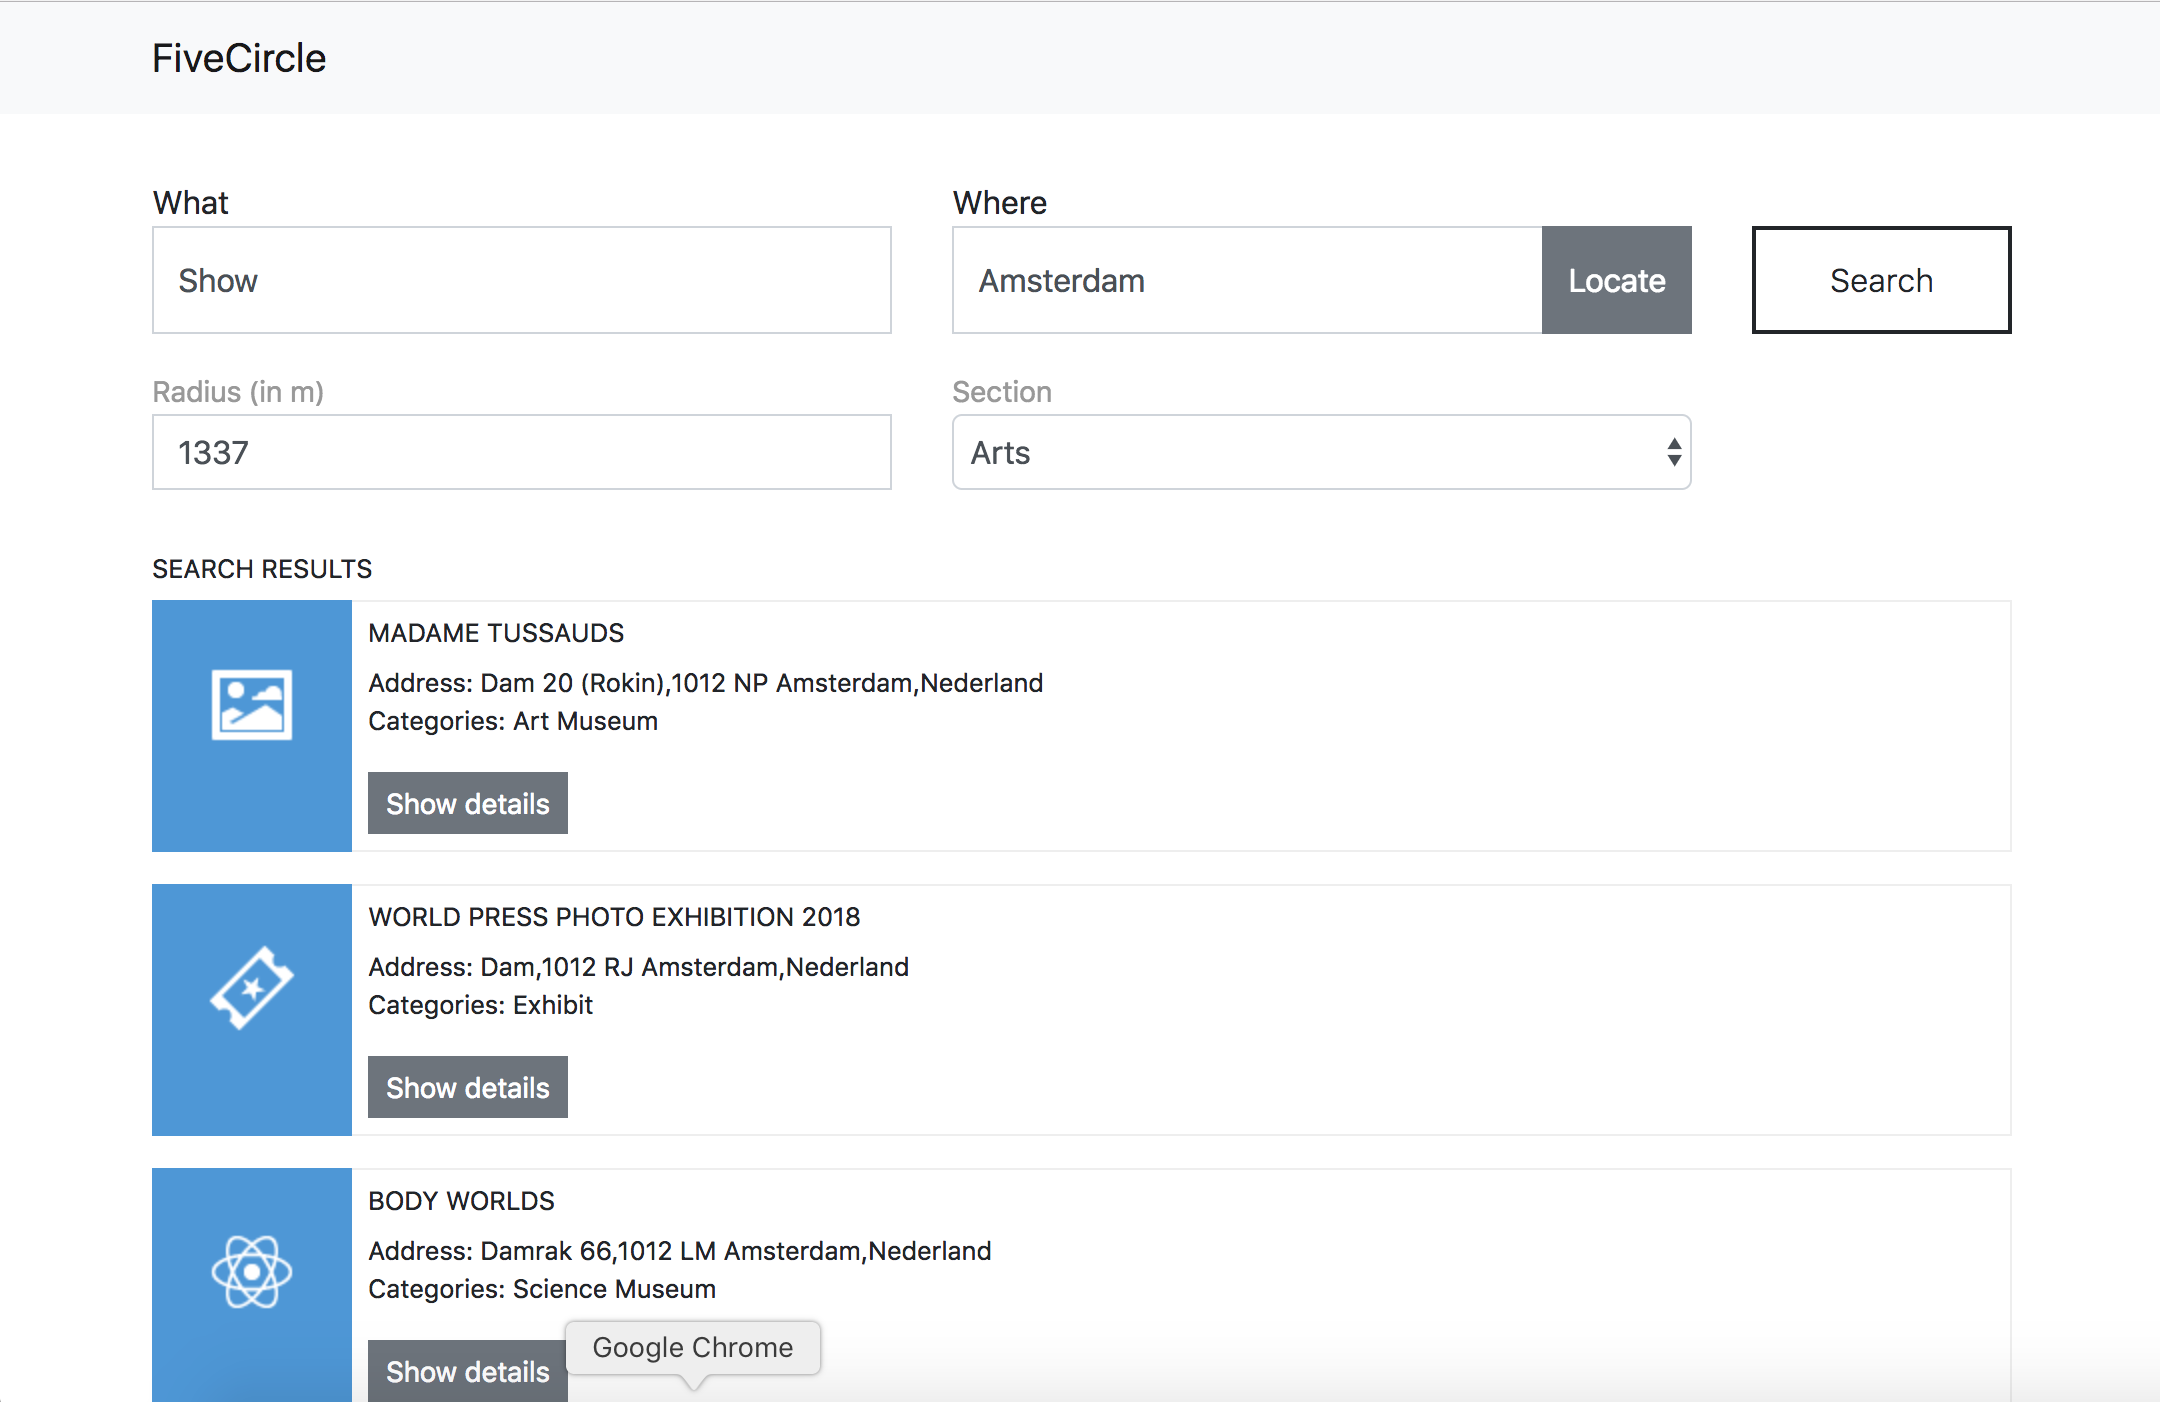 FiveCircle
What
Where
Show
Amsterdam
Locate
Search
Radius (in m)
Section
1337
Arts
SEARCH RESULTS
MADAME TUSSAUDS
Address: Dam 20 (Rokin),1012 NP Amsterdam,Nederland
Categories: Art Museum
Show details
WORLD PRESS PHOTO EXHIBITION 2018
Address: Dam,1012 RJ Amsterdam,Nederland
Categories: Exhibit
Show details
BODY WORLDS
Address: Damrak 66,1012 LM Amsterdam,Nederland
Categories: Science Museum
Google Chrome
Show details